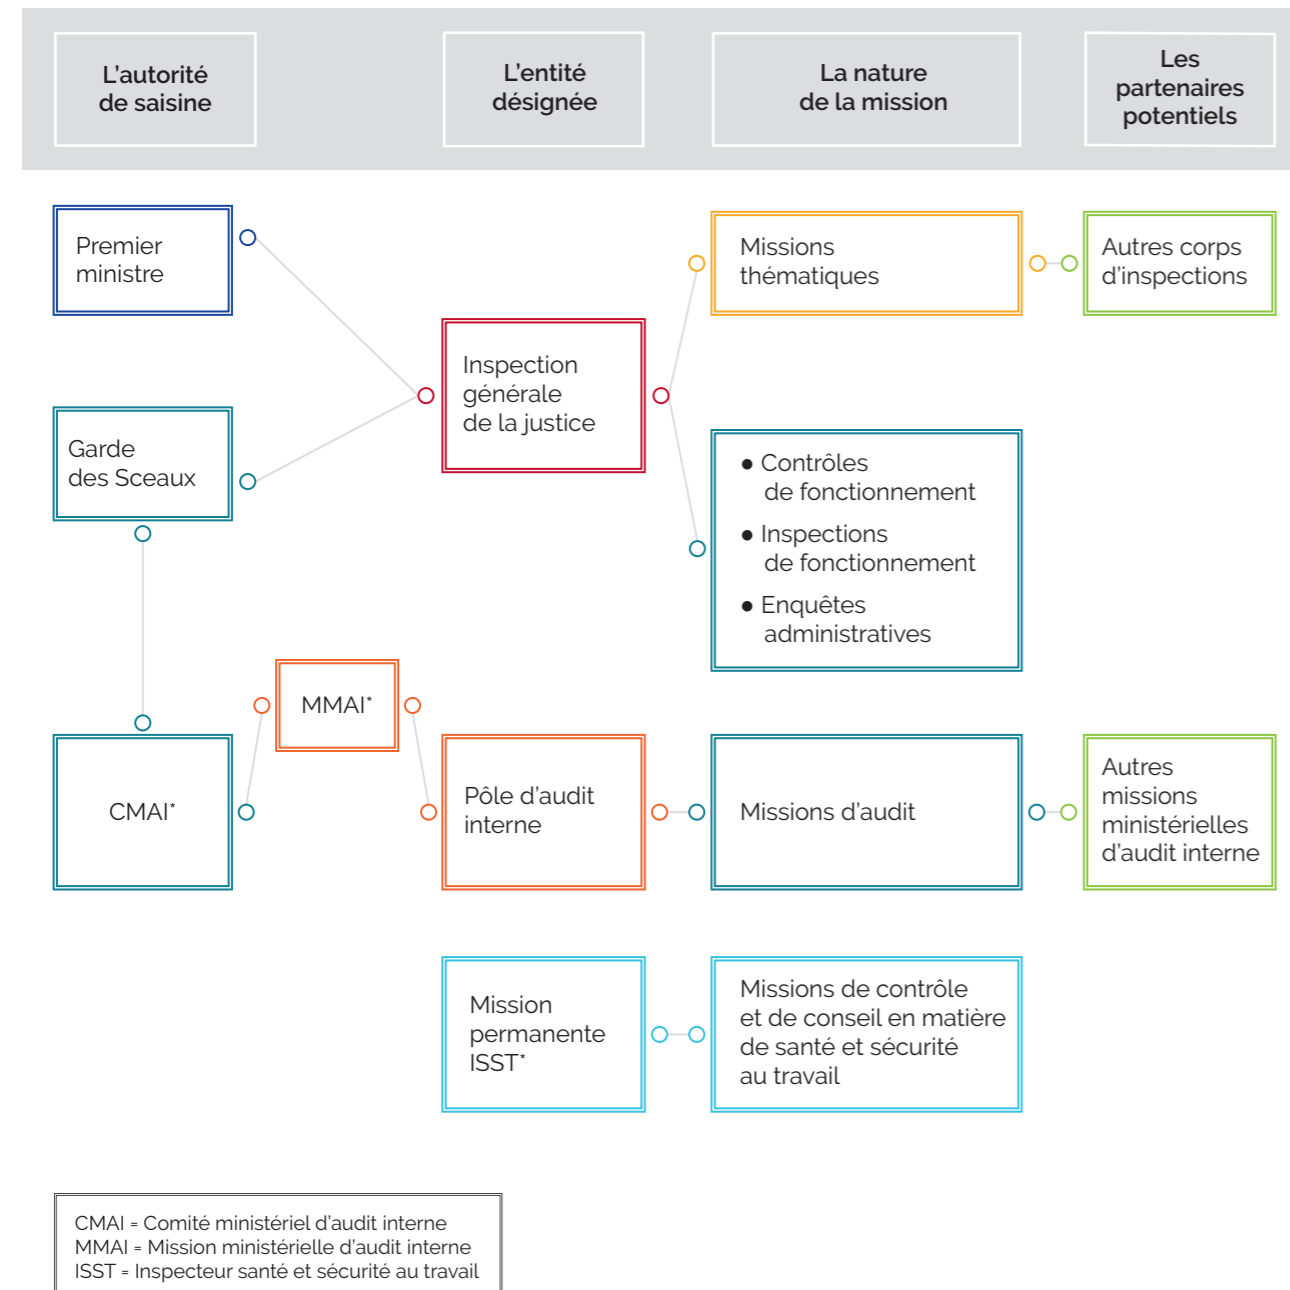 L'autorité
de saisine
L'entité
désignée
La nature
de la mission
Les
partenaires
potentiels
Premier
ministre
Missions
thématiques
Autres corps
d'inspections
Inspection
générale
de la justice
Garde
des Sceaux
● Contrôles
de fonctionnement
● Inspections
de fonctionnement
● Enquêtes
administratives
MMAI*
CMAI*
Pôle d'audit
interne
Missions d'audit
Autres
missions
ministérielles
d'audit interne
Mission
permanente
ISST*
Missions de contrôle
et de conseil en matière
de santé et sécurité
au travail
CMAI = Comité ministériel d'audit interne
MMAI = Mission ministérielle d'audit interne
ISST = Inspecteur santé et sécurité au travail